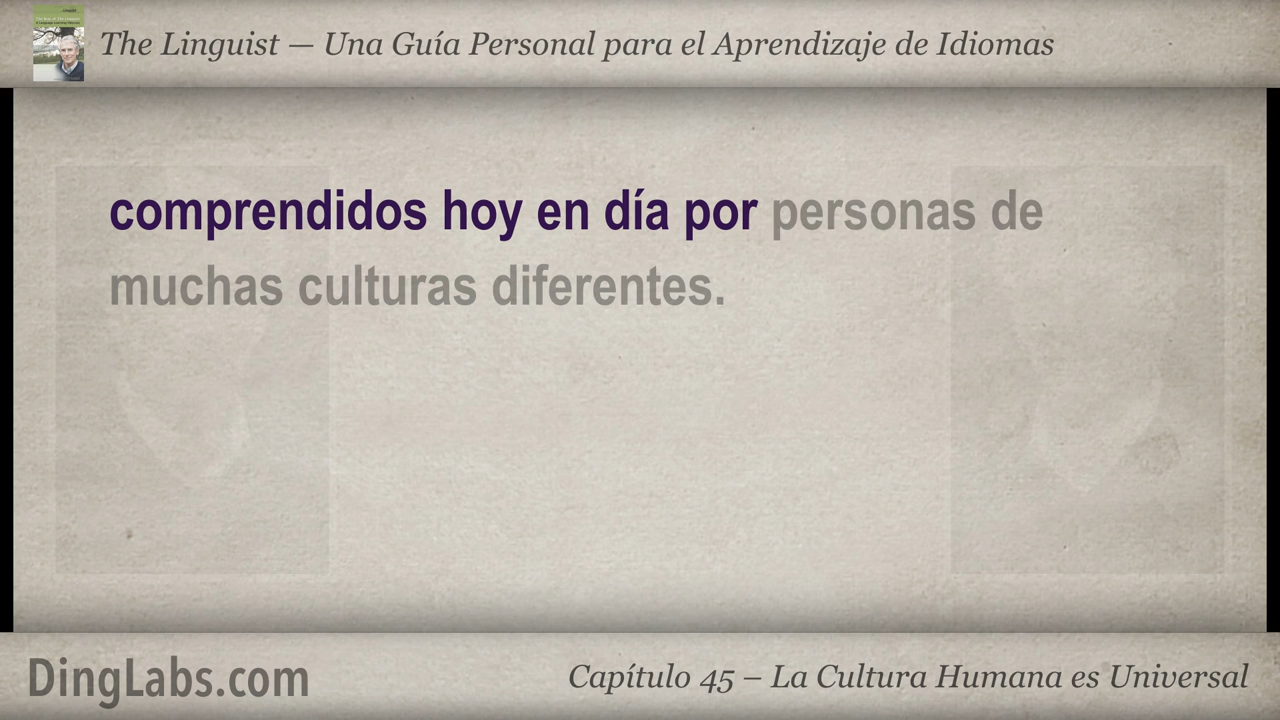 The Linguist — Una Guía Personal para el Aprendizaje de Idiomas
comprendidos hoy en día por personas de
muchas culturas diferentes.
DingLabs.com
Capítulo 45 – La Cultura Humana es Universal